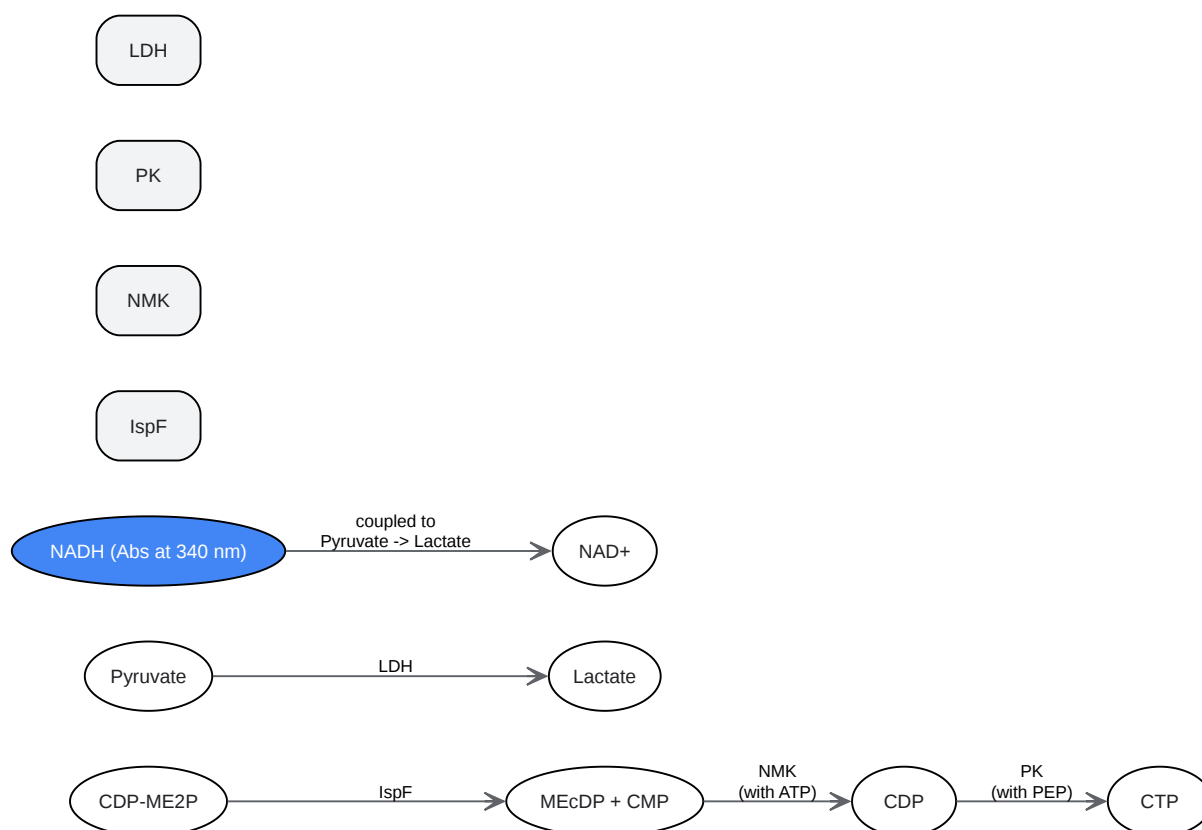 LDH
PK
NMK
IspF
coupled to
Pyruvate -> Lactate
NADH (Abs at 340 nm)
NAD+
LDH
Pyruvate
Lactate
NMK
(with ATP)
PK
(with PEP)
IspF
CDP-ME2P
MEcDP + CMP
CDP
CTP